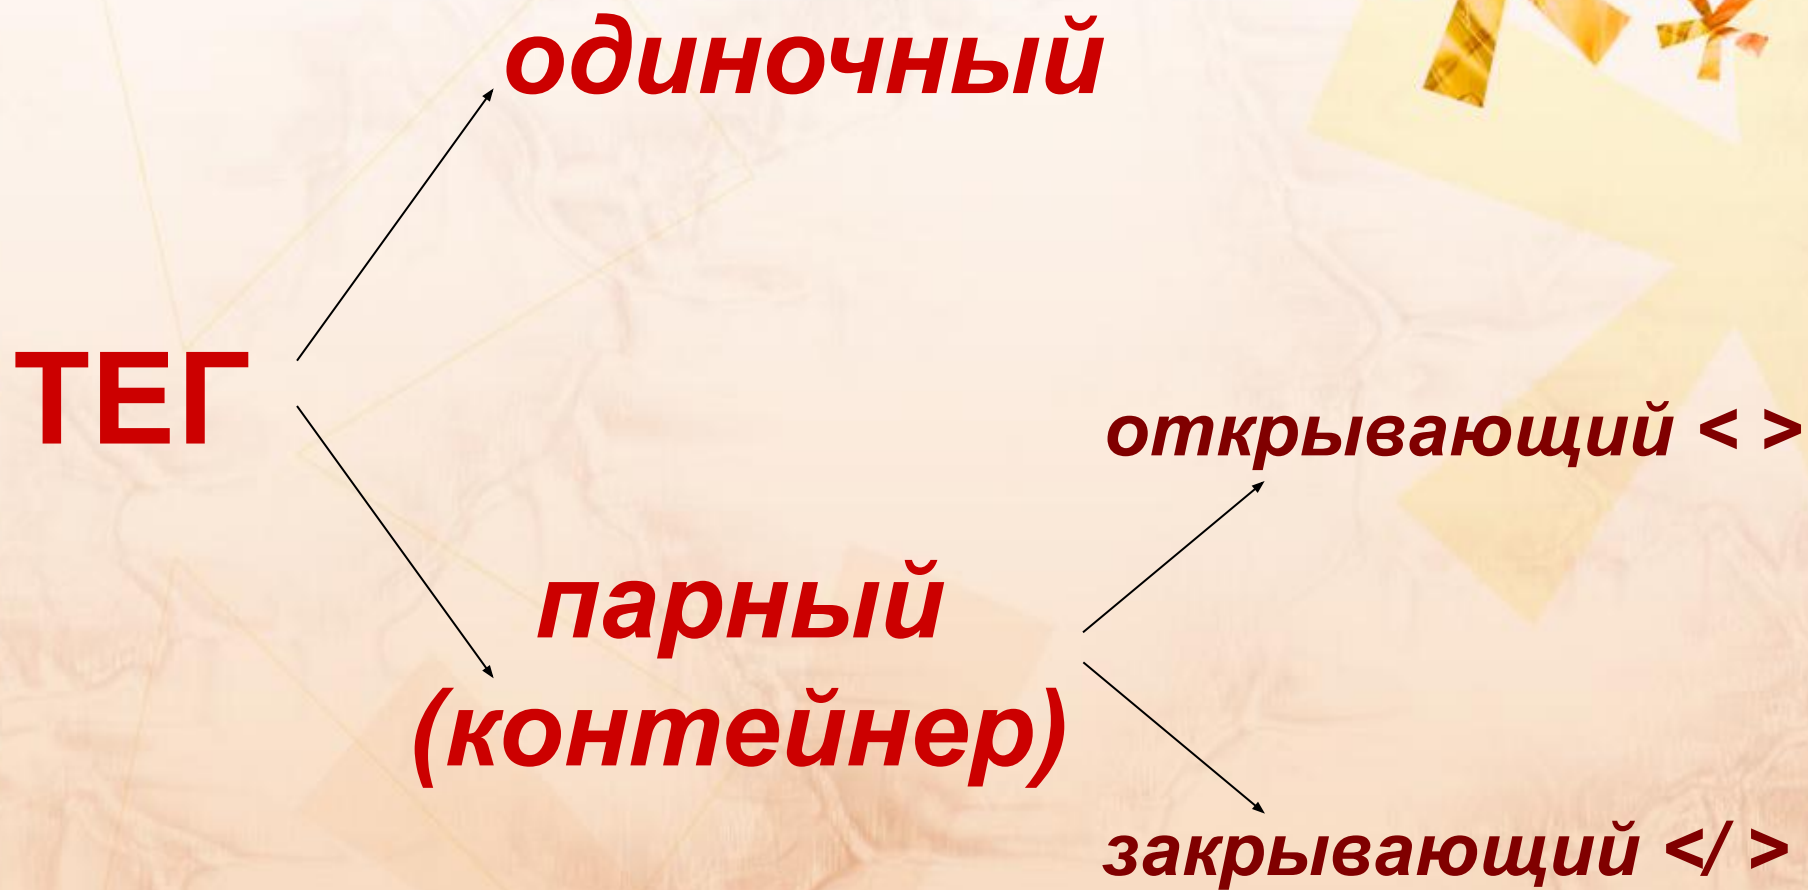 одиночный
ТЕГ
открывающий < >
парный
(контейнер)
закрывающий </ >